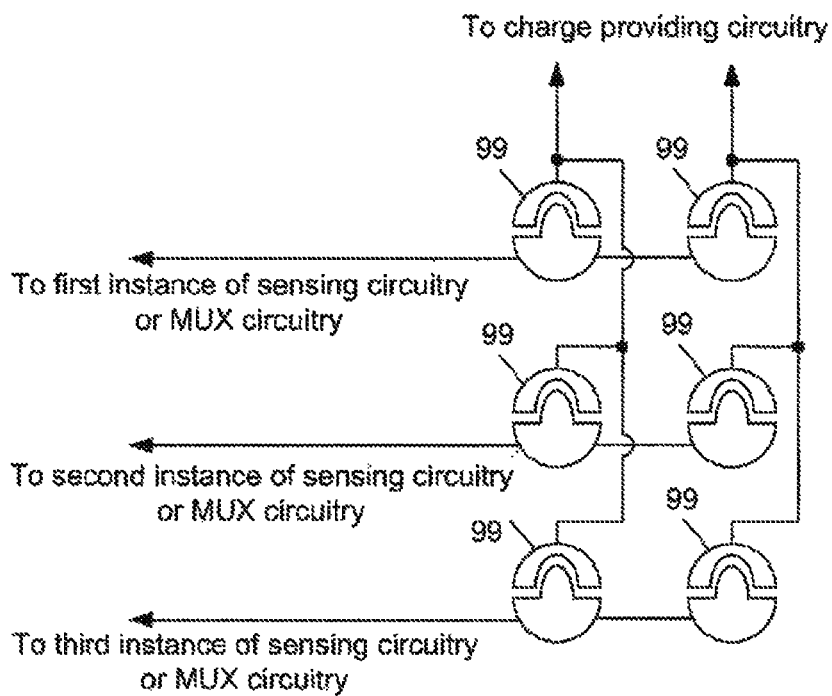 To charge providing circuitry
99 99
To first instance of sensing circuitry
or MUX circuitry
99 99
To second instance of sensing circuitry
or MUX circuitry
99 99
To third instance of sensing circuitry
or MUX circuitry